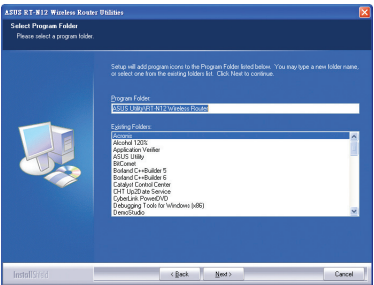 ASUS RT-N12 Wireless Router Utilities
Select Program Folder
Please select a program folder.
Setup will add program icons to the Program Folder listed below. You may type a new folder name,
or select one from the existing folders list. Click Next to continue.
Program Folder:
ASUS Utility\RT-N12 Wireless Router
Existing Folders:
Acronis
Alcohol 120%
Application Verifier
ASUS Utility
BitComet
Borland C++Builder 5
Borland C++Builder 6
Catalyst Control Center
CHT Up2Date Service
CyberLink PowerDVD
Debugging Tools for Windows (x86)
DemoStudio
InstallShield
< Back
Next >
Cancel